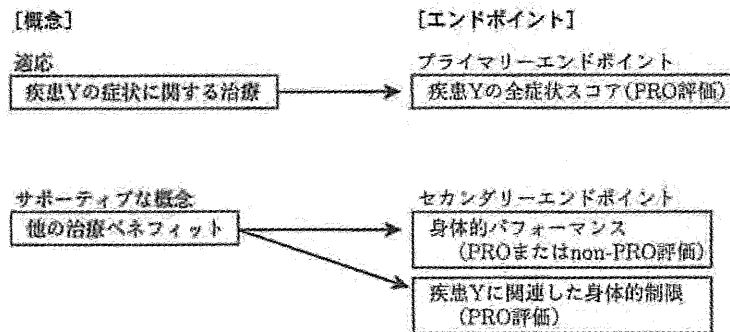 [概念]
[エンドポイント]
適応
プライマリーエンドポイント
疾患Yの症状に関する治療
疾患Yの全症状スコア(PRO評価)
サポーティブな概念
セカンダリーエンドポイント
他の治療ベネフィット
身体的パフォーマンス
(PROまたはnon-PRO評価)
疾患Yに関連した身体的制限
(PRO評価)